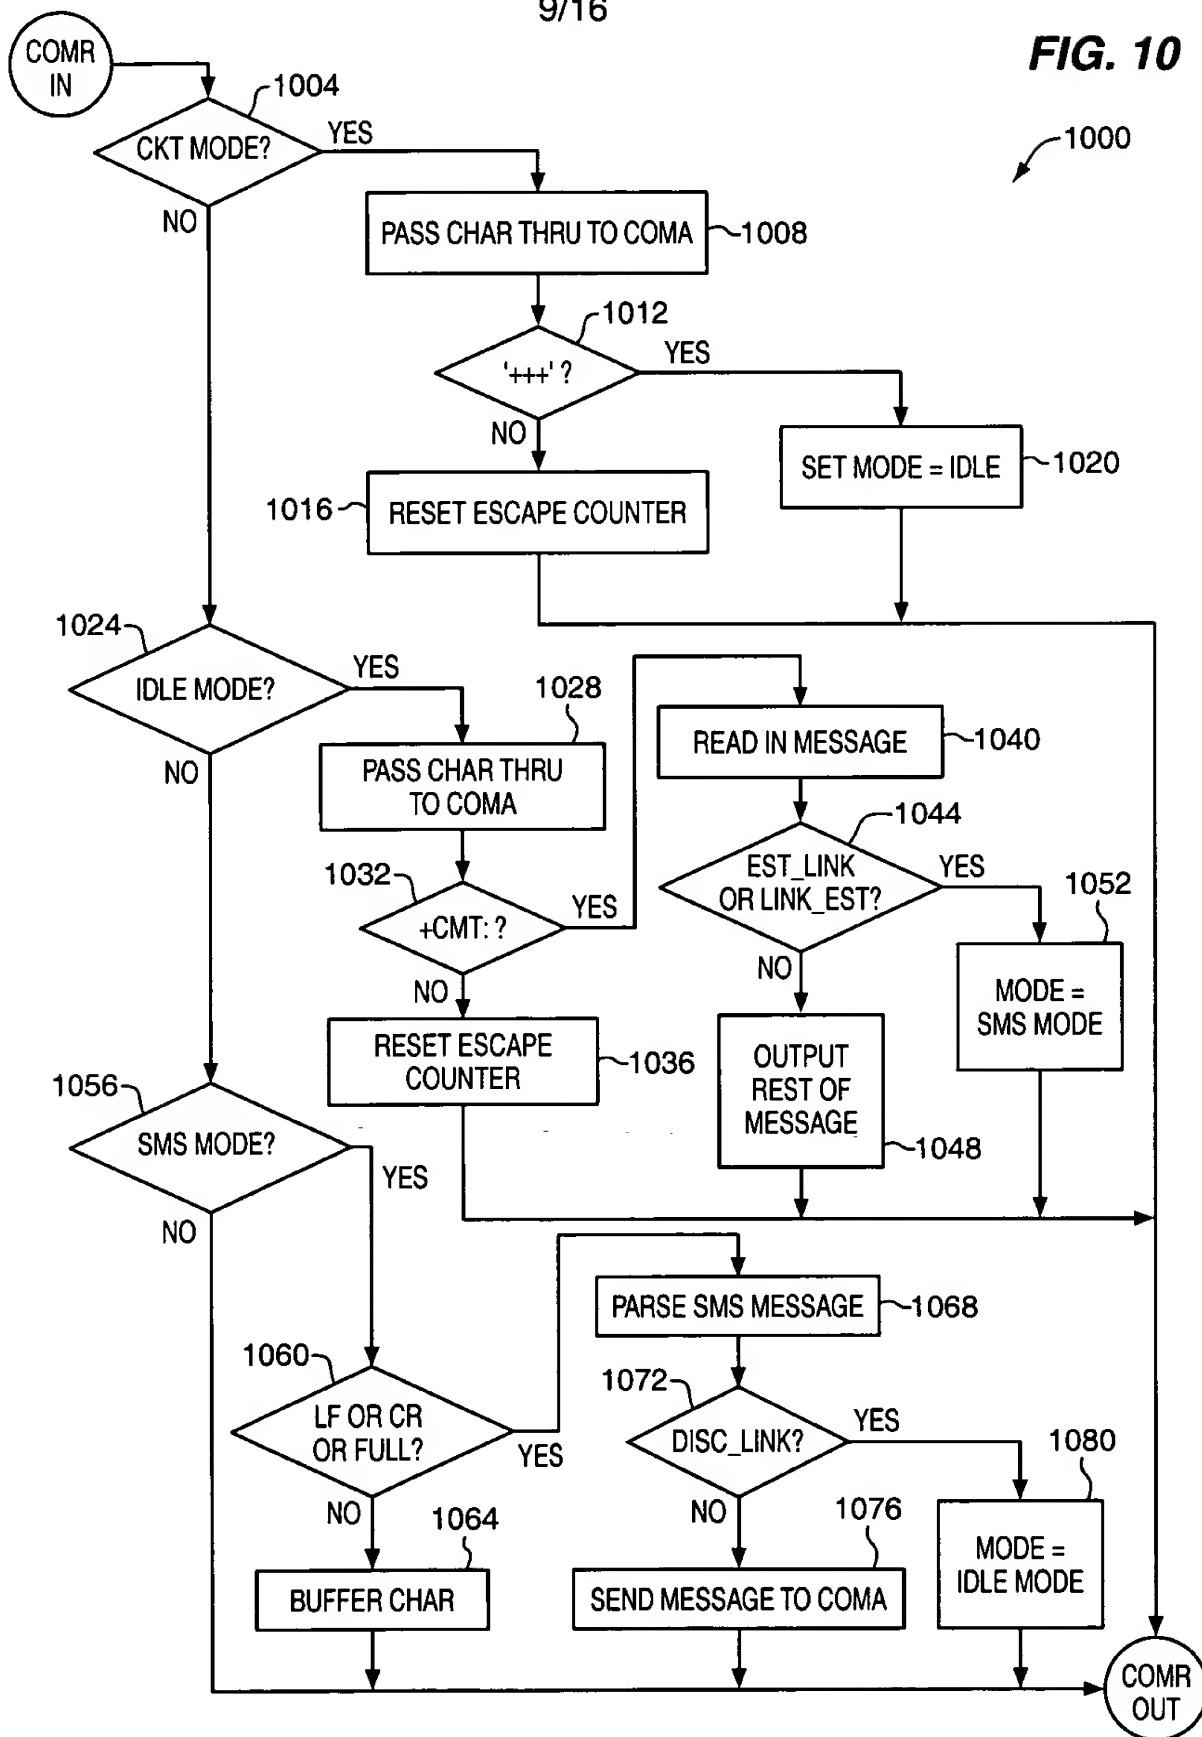 9/16
FIG. 10
COMR
IN
1004
CKT MODE?
YES
1000
NO
PASS CHAR THRU TO COMA
1008
1012
'+++' ?
YES
NO
SET MODE = IDLE
1020
1016
RESET ESCAPE COUNTER
1024
IDLE MODE?
YES
1028
READ IN MESSAGE
1040
NO
PASS CHAR THRU
TO COMA
1044
EST_LINK
OR LINK_EST?
YES
1052
1032
+CMT: ?
YES
NO
NO
MODE =
SMS MODE
RESET ESCAPE
COUNTER
1036
OUTPUT
REST OF
MESSAGE
1048
1056
SMS MODE?
YES
NO
PARSE SMS MESSAGE
1068
1060
LF OR CR
OR FULL?
YES
1072
DISC_LINK?
YES
1080
NO
1064
NO
1076
MODE =
IDLE MODE
BUFFER CHAR
SEND MESSAGE TO COMA
COMR
OUT